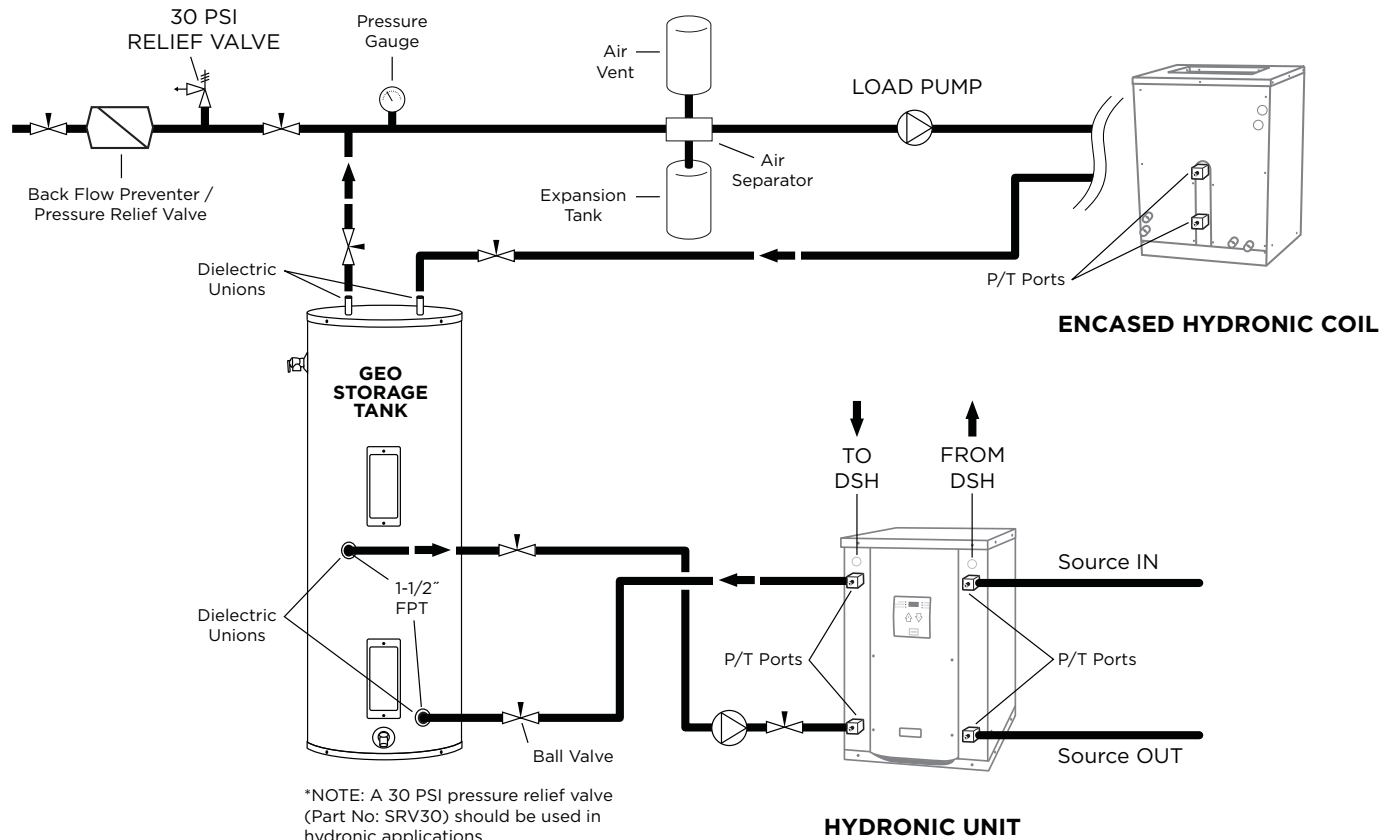 30 PSI
RELIEF VALVE
Pressure
Gauge
Air
Vent
LOAD PUMP
Back Flow Preventer /
Pressure Relief Valve
Air
Separator
Expansion
Tank
Dielectric
Unions
P/T Ports
ENCASED HYDRONIC COIL
GEO
STORAGE
TANK
TO
DSH
FROM
DSH
1-1/2˝
FPT
Dielectric
Unions
Source IN
P/T Ports
P/T Ports
Ball Valve
Source OUT
*NOTE: A 30 PSI pressure relief valve
(Part No: SRV30) should be used in
hydronic applications
HYDRONIC UNIT